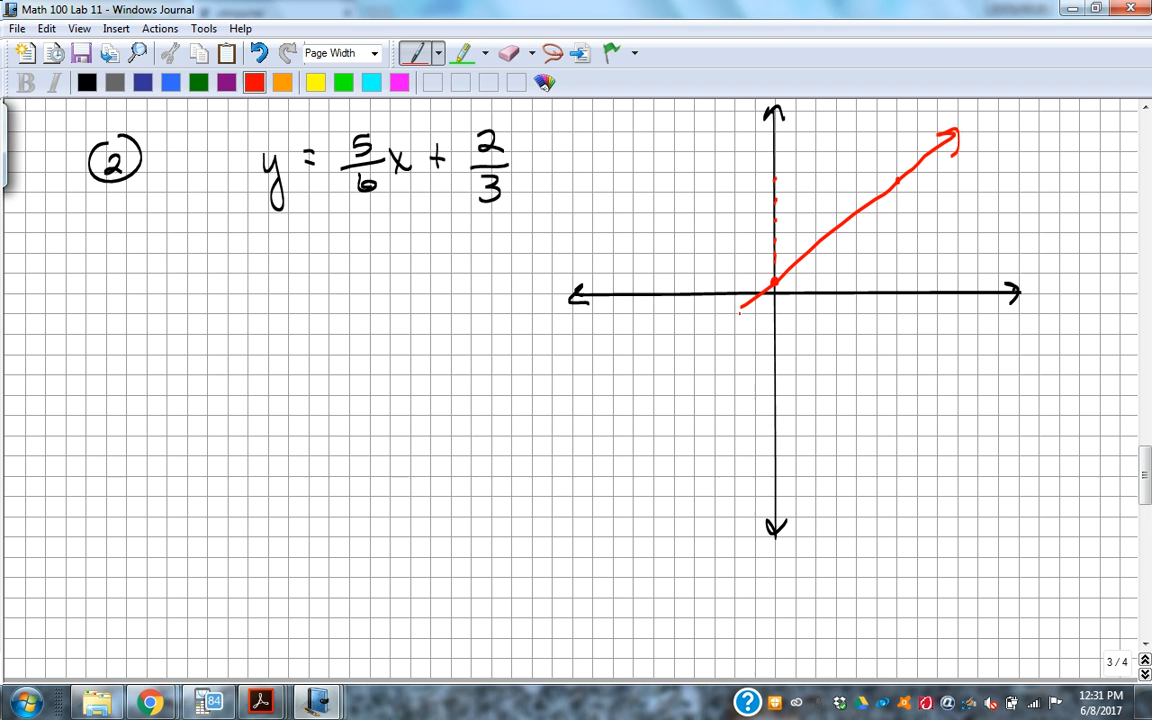 Math 100 Lab 11 - Windows Journal
File Edit View Insert Actions Tools Help
Page Width
B I
② y = 5/6 x + 2/3
3 / 4
84
12:31 PM
6/8/2017